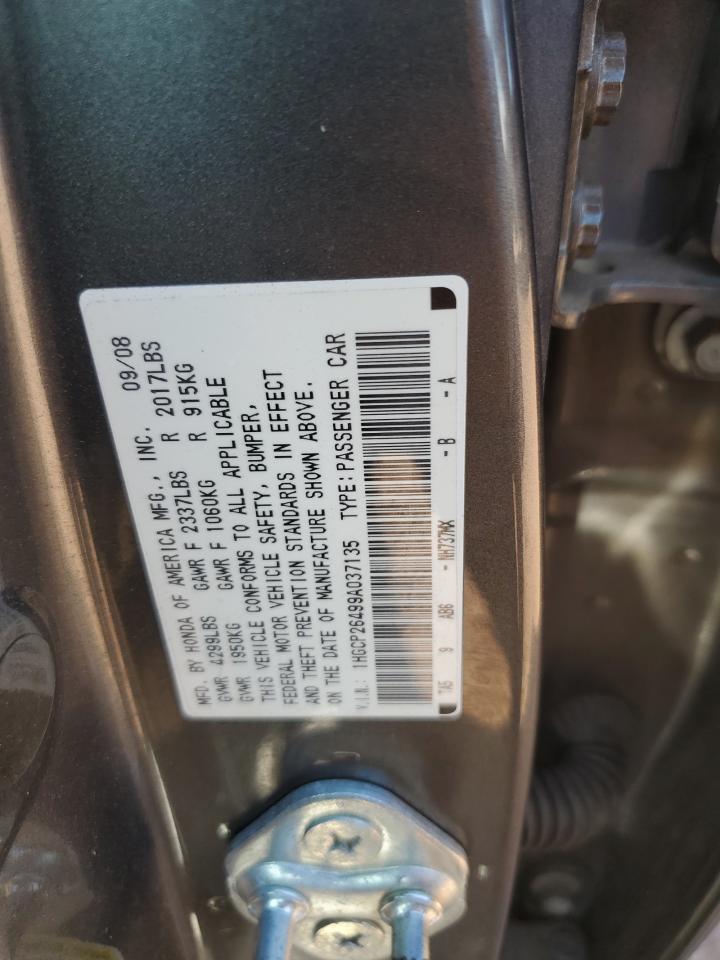 MFD. BY HONDA OF AMERICA MFG., INC. 09/08
GVWR 4299LBS GAWR F 2337LBS R 2017LBS
GVWR 1950KG GAWR F 1060KG R 915KG
THIS VEHICLE CONFORMS TO ALL APPLICABLE
FEDERAL MOTOR VEHICLE SAFETY, BUMPER,
AND THEFT PREVENTION STANDARDS IN EFFECT
ON THE DATE OF MANUFACTURE SHOWN ABOVE.
V.I.N.: 1HGCP26499A037135 TYPE: PASSENGER CAR
TA5 9 AB6 - NH737MX - B - A